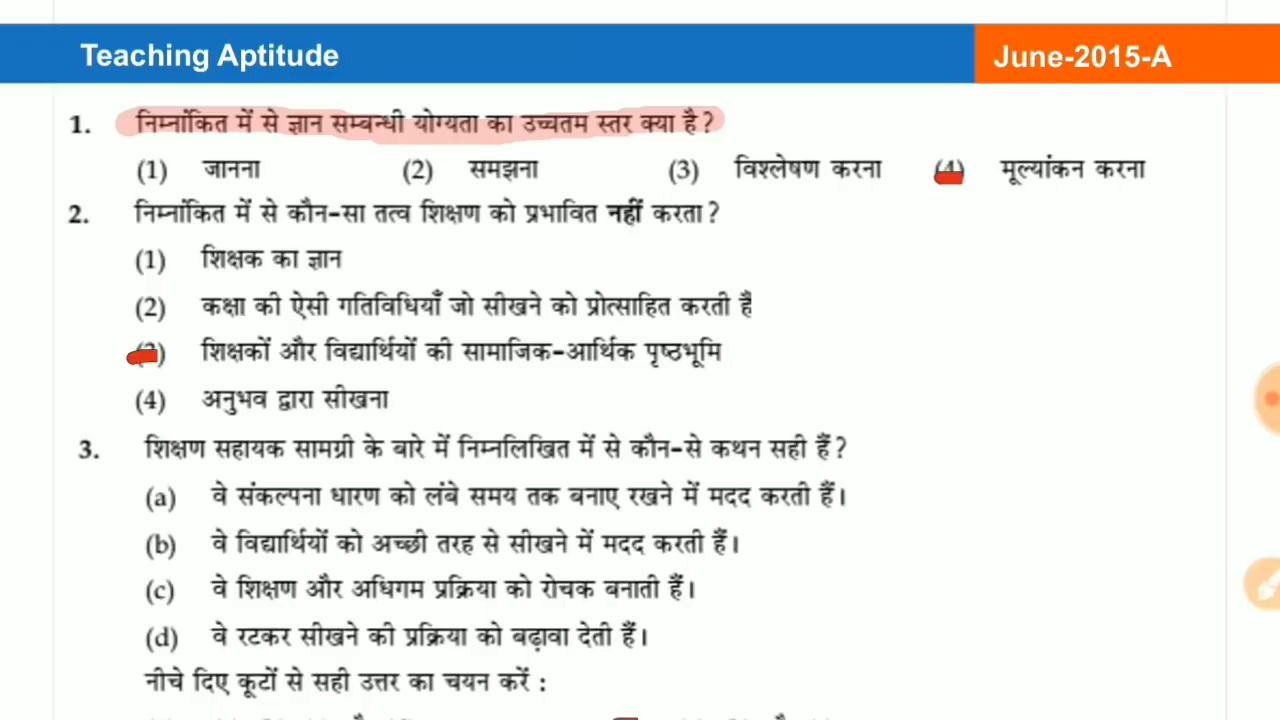 Teaching Aptitude
June-2015-A
1. निम्नांकित में से ज्ञान सम्बन्धी योग्यता का उच्चतम स्तर क्या है?
(1) जानना (2) समझना (3) विश्लेषण करना (4) मूल्यांकन करना
2. निम्नांकित में से कौन-सा तत्व शिक्षण को प्रभावित नहीं करता?
(1) शिक्षक का ज्ञान
(2) कक्षा की ऐसी गतिविधियाँ जो सीखने को प्रोत्साहित करती है
शिक्षकों और विद्यार्थियों की सामाजिक-आर्थिक पृष्ठभूमि
(4) अनुभव द्वारा सीखना
3. शिक्षण सहायक सामग्री के बारे में निम्नलिखित में से कौन-से कथन सही हैं?
(a) वे संकल्पना धारण को लंबे समय तक बनाए रखने में मदद करती हैं।
(b) वे विद्यार्थियों को अच्छी तरह से सीखने में मदद करती हैं।
(c) वे शिक्षण और अधिगम प्रक्रिया को रोचक बनाती हैं।
(d) वे रटकर सीखने की प्रक्रिया को बढ़ावा देती हैं।
नीचे दिए कूटों से सही उत्तर का चयन करें :